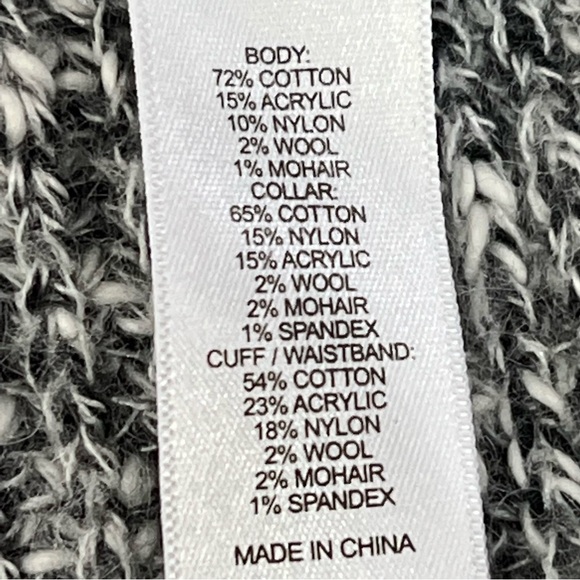 BODY:
72% COTTON
15% ACRYLIC
10% NYLON
2% WOOL
1% MOHAIR
COLLAR:
65% COTTON
15% NYLON
15% ACRYLIC
2% WOOL
2% MOHAIR
1% SPANDEX
CUFF / WAISTBAND:
54% COTTON
23% ACRYLIC
18% NYLON
2% WOOL
2% MOHAIR
1% SPANDEX
MADE IN CHINA